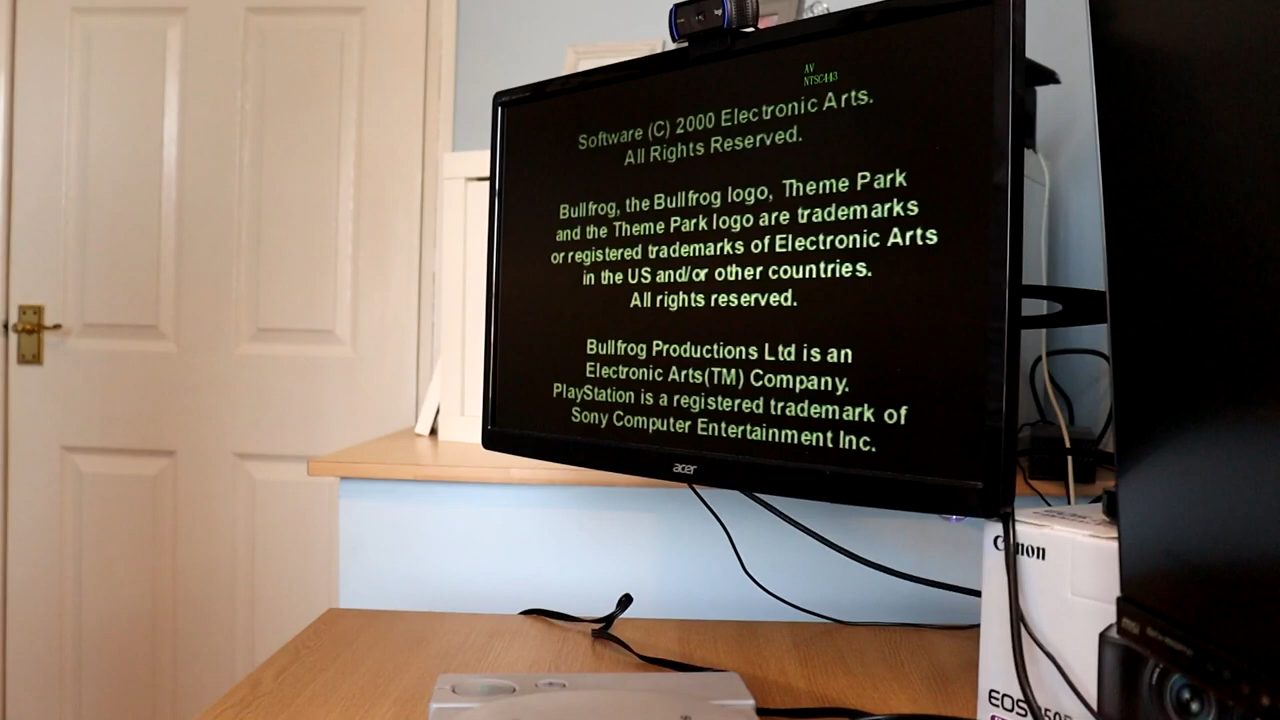 AV
NTSC443
Software (C) 2000 Electronic Arts.
All Rights Reserved.
Bullfrog, the Bullfrog logo, Theme Park
and the Theme Park logo are trademarks
or registered trademarks of Electronic Arts
in the US and/or other countries.
All rights reserved.
Bullfrog Productions Ltd is an
Electronic Arts(TM) Company.
PlayStation is a registered trademark of
Sony Computer Entertainment Inc.
acer
Canon
EOS